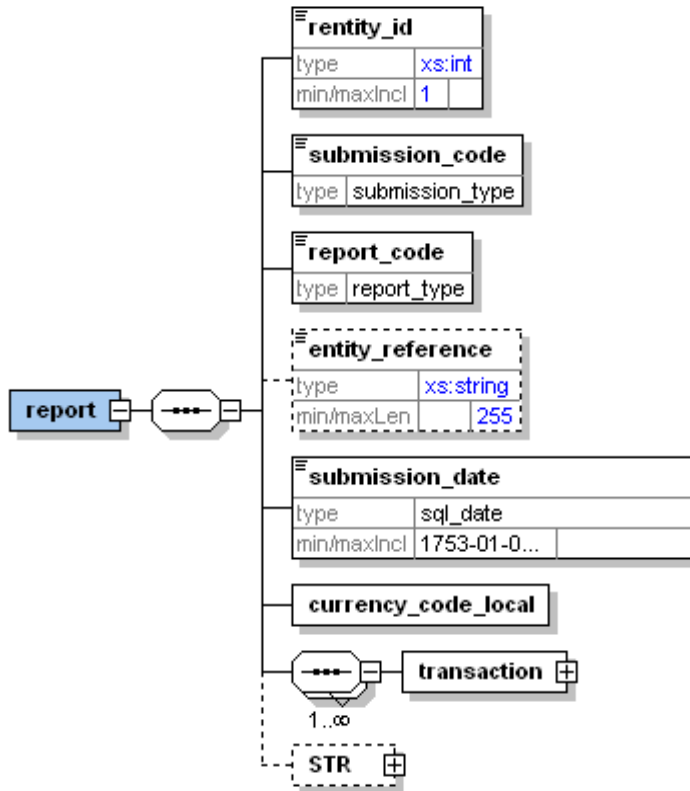 rentity_id
type xs:int
min/maxIncl 1
submission_code
type submission_type
report_code
type report_type
entity_reference
type xs:string
min/maxLen 255
report
submission_date
type sql_date
min/maxIncl 1753-01-0...
currency_code_local
transaction
1..∞
STR